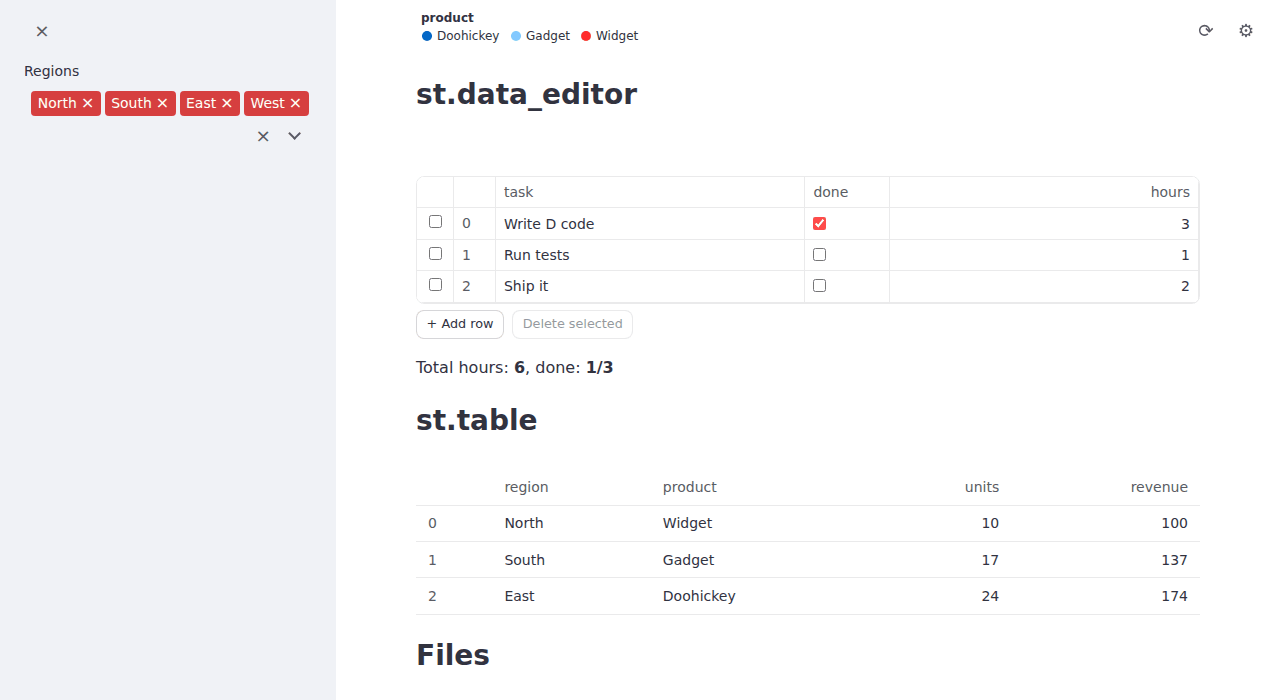 Regions
North South East West
product
Doohickey Gadget Widget
st.data_editor
task done hours
0 Write D code 3
1 Run tests 1
2 Ship it 2
+ Add row Delete selected
Total hours: 6, done: 1/3
st.table
region product units revenue
0 North Widget 10 100
1 South Gadget 17 137
2 East Doohickey 24 174
Files